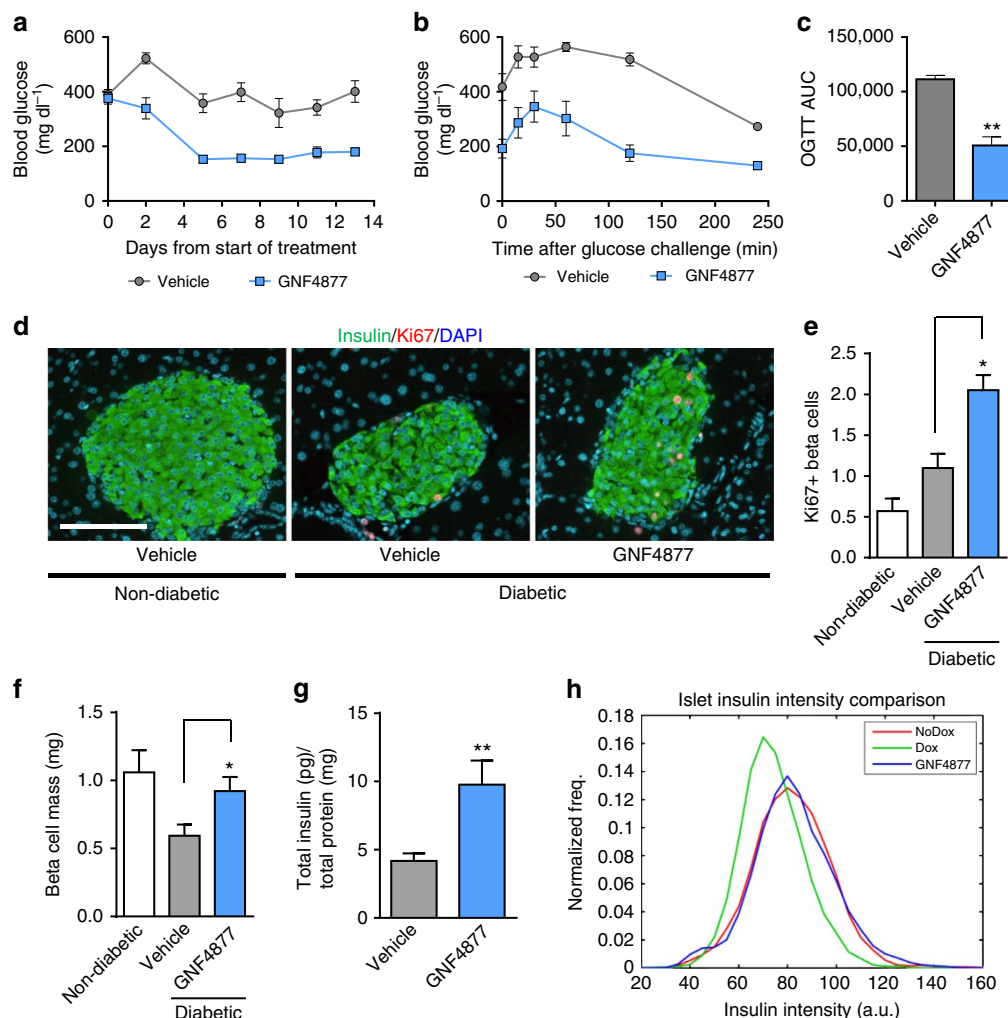 a
600
400
200
0
Blood glucose
(mg dl⁻¹)
0 2 4 6 8 10 12 14
Days from start of treatment
Vehicle GNF4877
b
600
400
200
0
Blood glucose
(mg dl⁻¹)
0 50 100 150 200 250
Time after glucose challenge (min)
Vehicle GNF4877
c
150,000
100,000
50,000
0
OGTT AUC
**
Vehicle
GNF4877
d
Insulin/Ki67/DAPI
Vehicle Vehicle GNF4877
Non-diabetic Diabetic
e
2.5
2.0
1.5
1.0
0.5
0.0
Ki67+ beta cells
*
Non-diabetic
Vehicle
GNF4877
Diabetic
f
1.5
1.0
0.5
0.0
Beta cell mass (mg)
*
Non-diabetic
Vehicle
GNF4877
Diabetic
g
15
10
5
0
Total insulin (pg)/
total protein (mg)
**
Vehicle
GNF4877
h
Islet insulin intensity comparison
0.18
0.16
0.14
0.12
0.1
0.08
0.06
0.04
0.02
0
Normalized freq.
NoDox
Dox
GNF4877
20 40 60 80 100 120 140 160
Insulin intensity (a.u.)